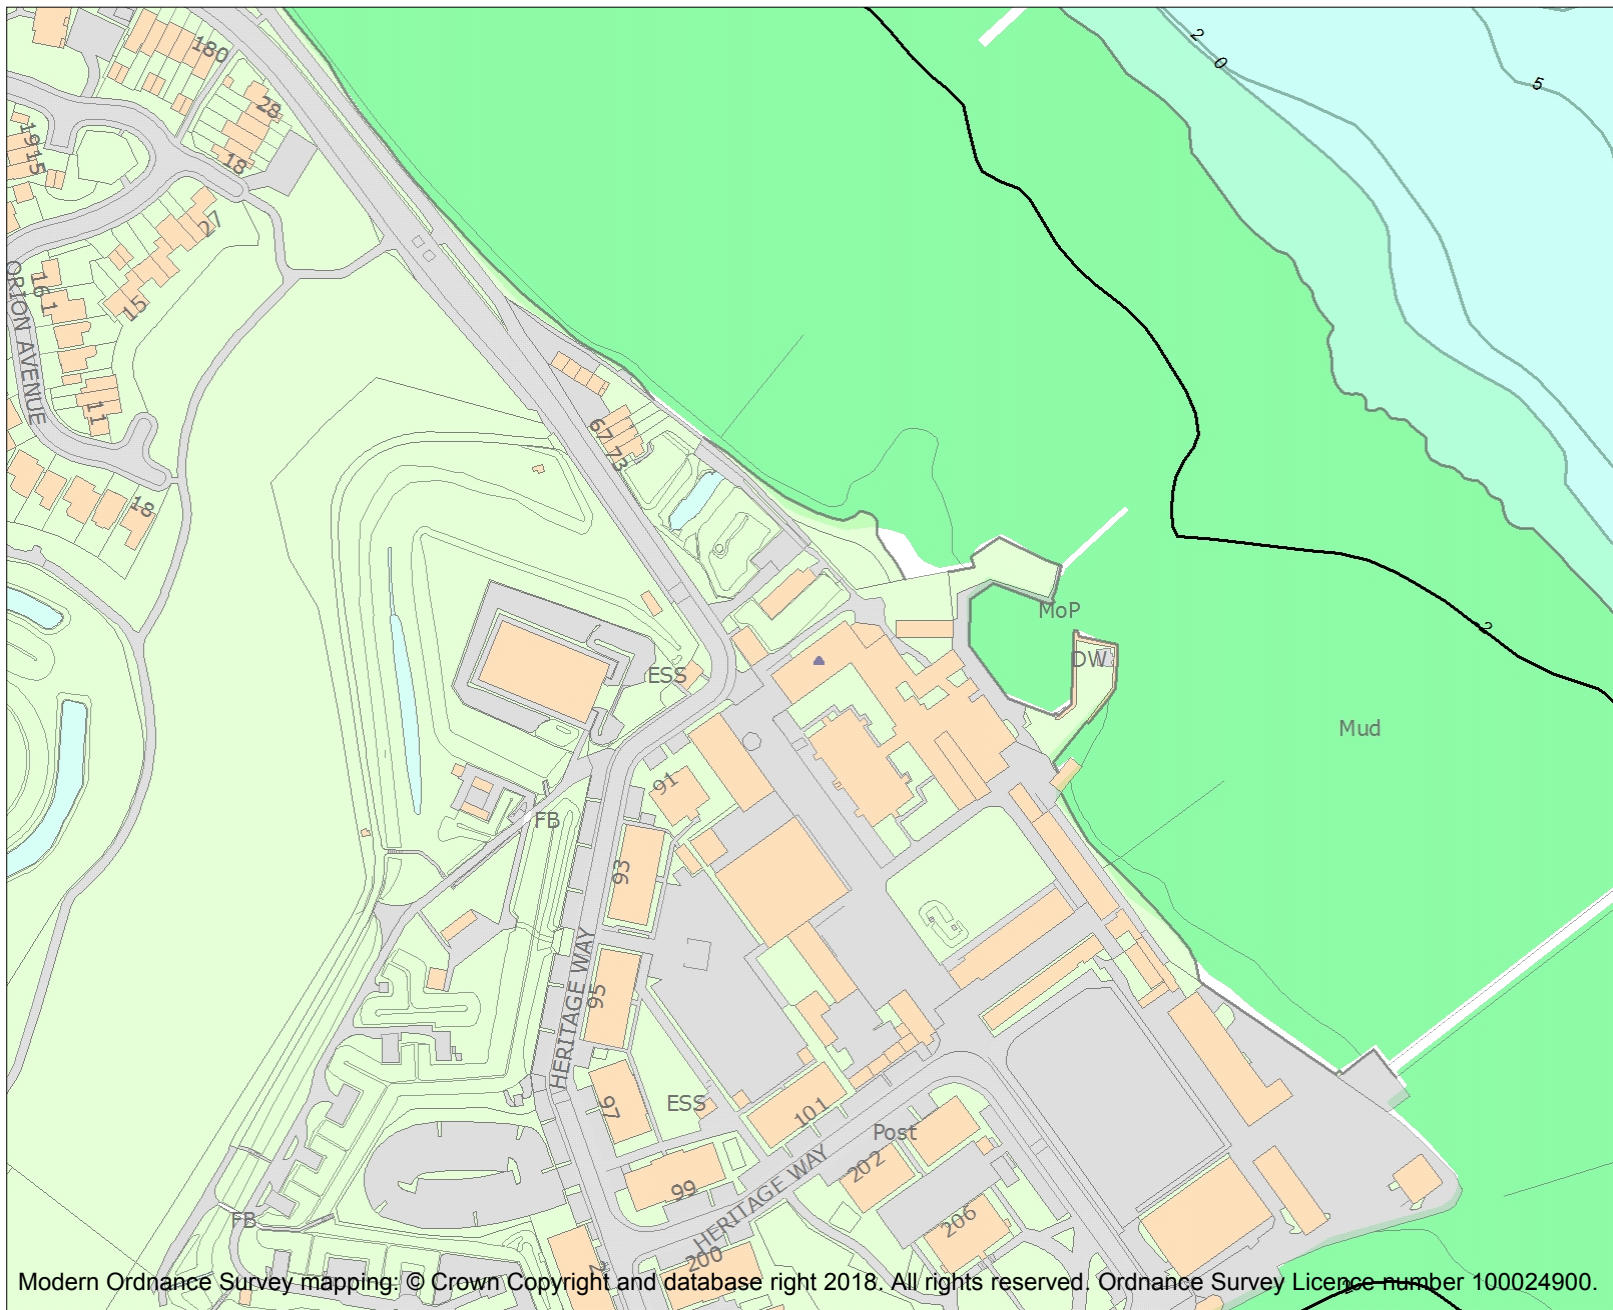 2
0
5
180
28
18
1915
27
161
15
ORION AVENUE
11
18
67
73
MoP
DW
ESS
Mud
2
91
FB
93
HERITAGE WAY
95
97
ESS
101
Post
202
99
HERITAGE WAY
206
FB
200
2
Modern Ordnance Survey mapping: © Crown Copyright and database right 2018. All rights reserved. Ordnance Survey Licence number 100024900.